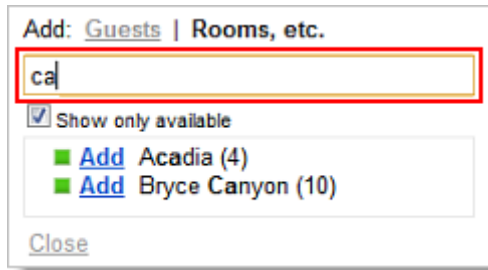 Add: Guests | Rooms, etc.
ca
Show only available
Add Acadia (4)
Add Bryce Canyon (10)
Close